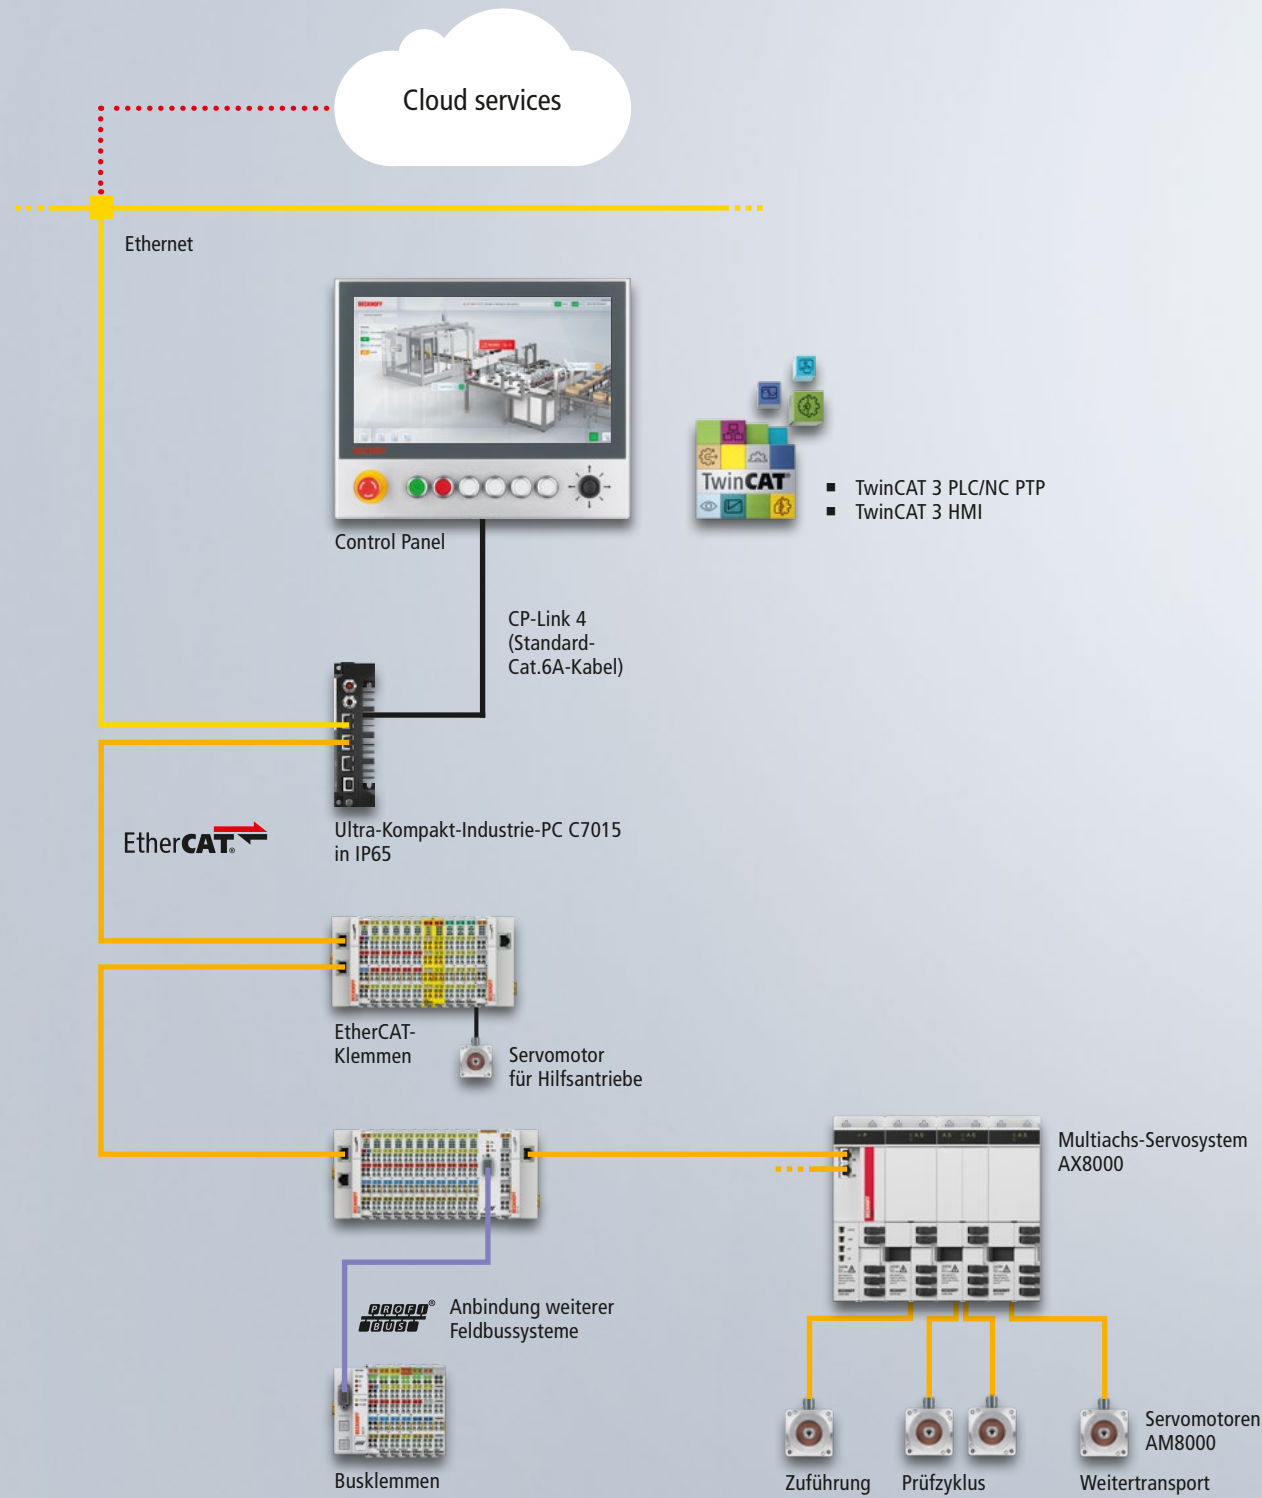 Cloud services
Ethernet
BECKHOFF
TwinCAT®
■ TwinCAT 3 PLC/NC PTP
■ TwinCAT 3 HMI
Control Panel
CP-Link 4
(Standard-
Cat.6A-Kabel)
EtherCAT®
Ultra-Kompakt-Industrie-PC C7015
in IP65
EtherCAT-
Klemmen
Servomotor
für Hilfsantriebe
Multiachs-Servosystem
AX8000
BECKHOFF
PROFI®
BUS
Anbindung weiterer
Feldbussysteme
Servomotoren
AM8000
Busklemmen
Zuführung
Prüfzyklus
Weitertransport